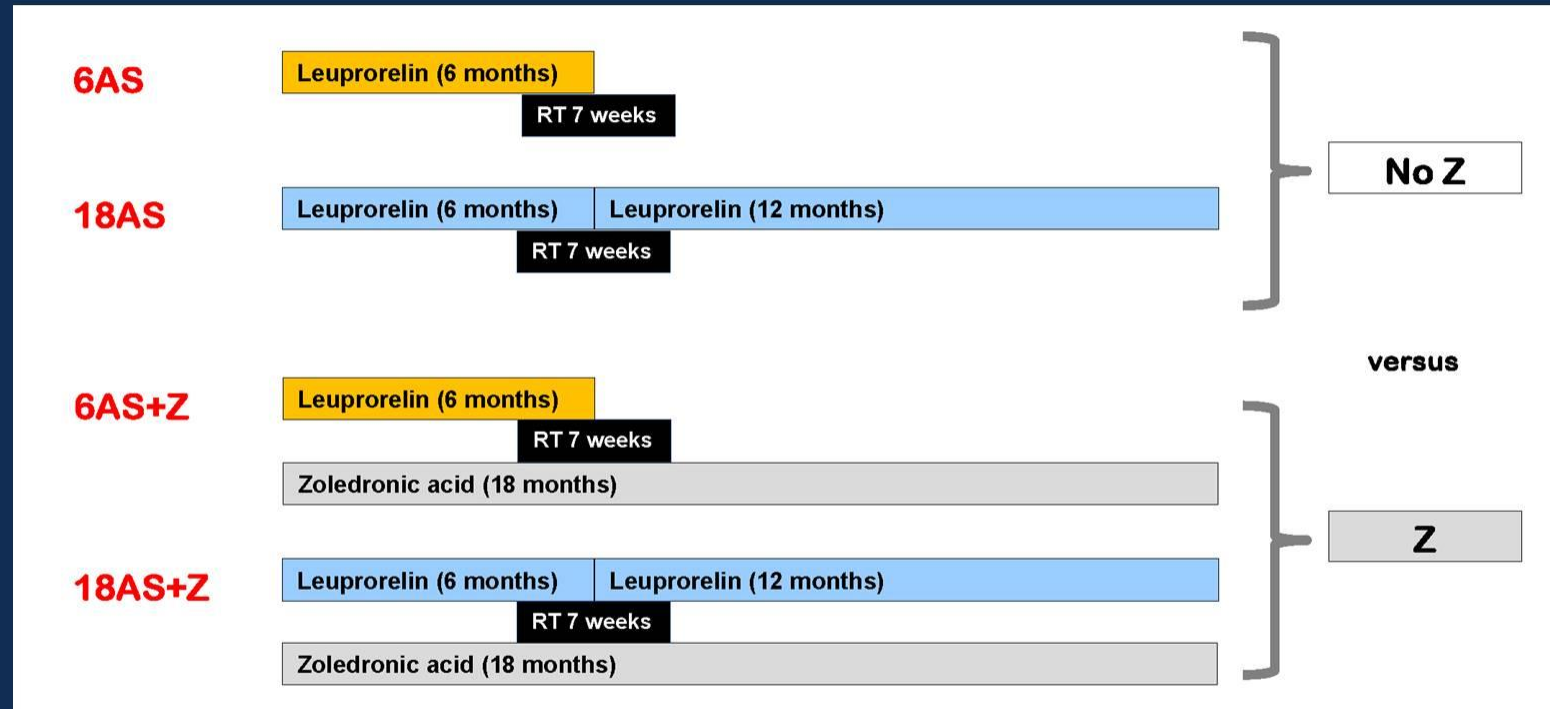 6AS
Leuprorelin (6 months)
RT 7 weeks
18AS
Leuprorelin (6 months) Leuprorelin (12 months)
RT 7 weeks
No Z
versus
6AS+Z
Leuprorelin (6 months)
RT 7 weeks
Zoledronic acid (18 months)
18AS+Z
Leuprorelin (6 months) Leuprorelin (12 months)
RT 7 weeks
Zoledronic acid (18 months)
Z